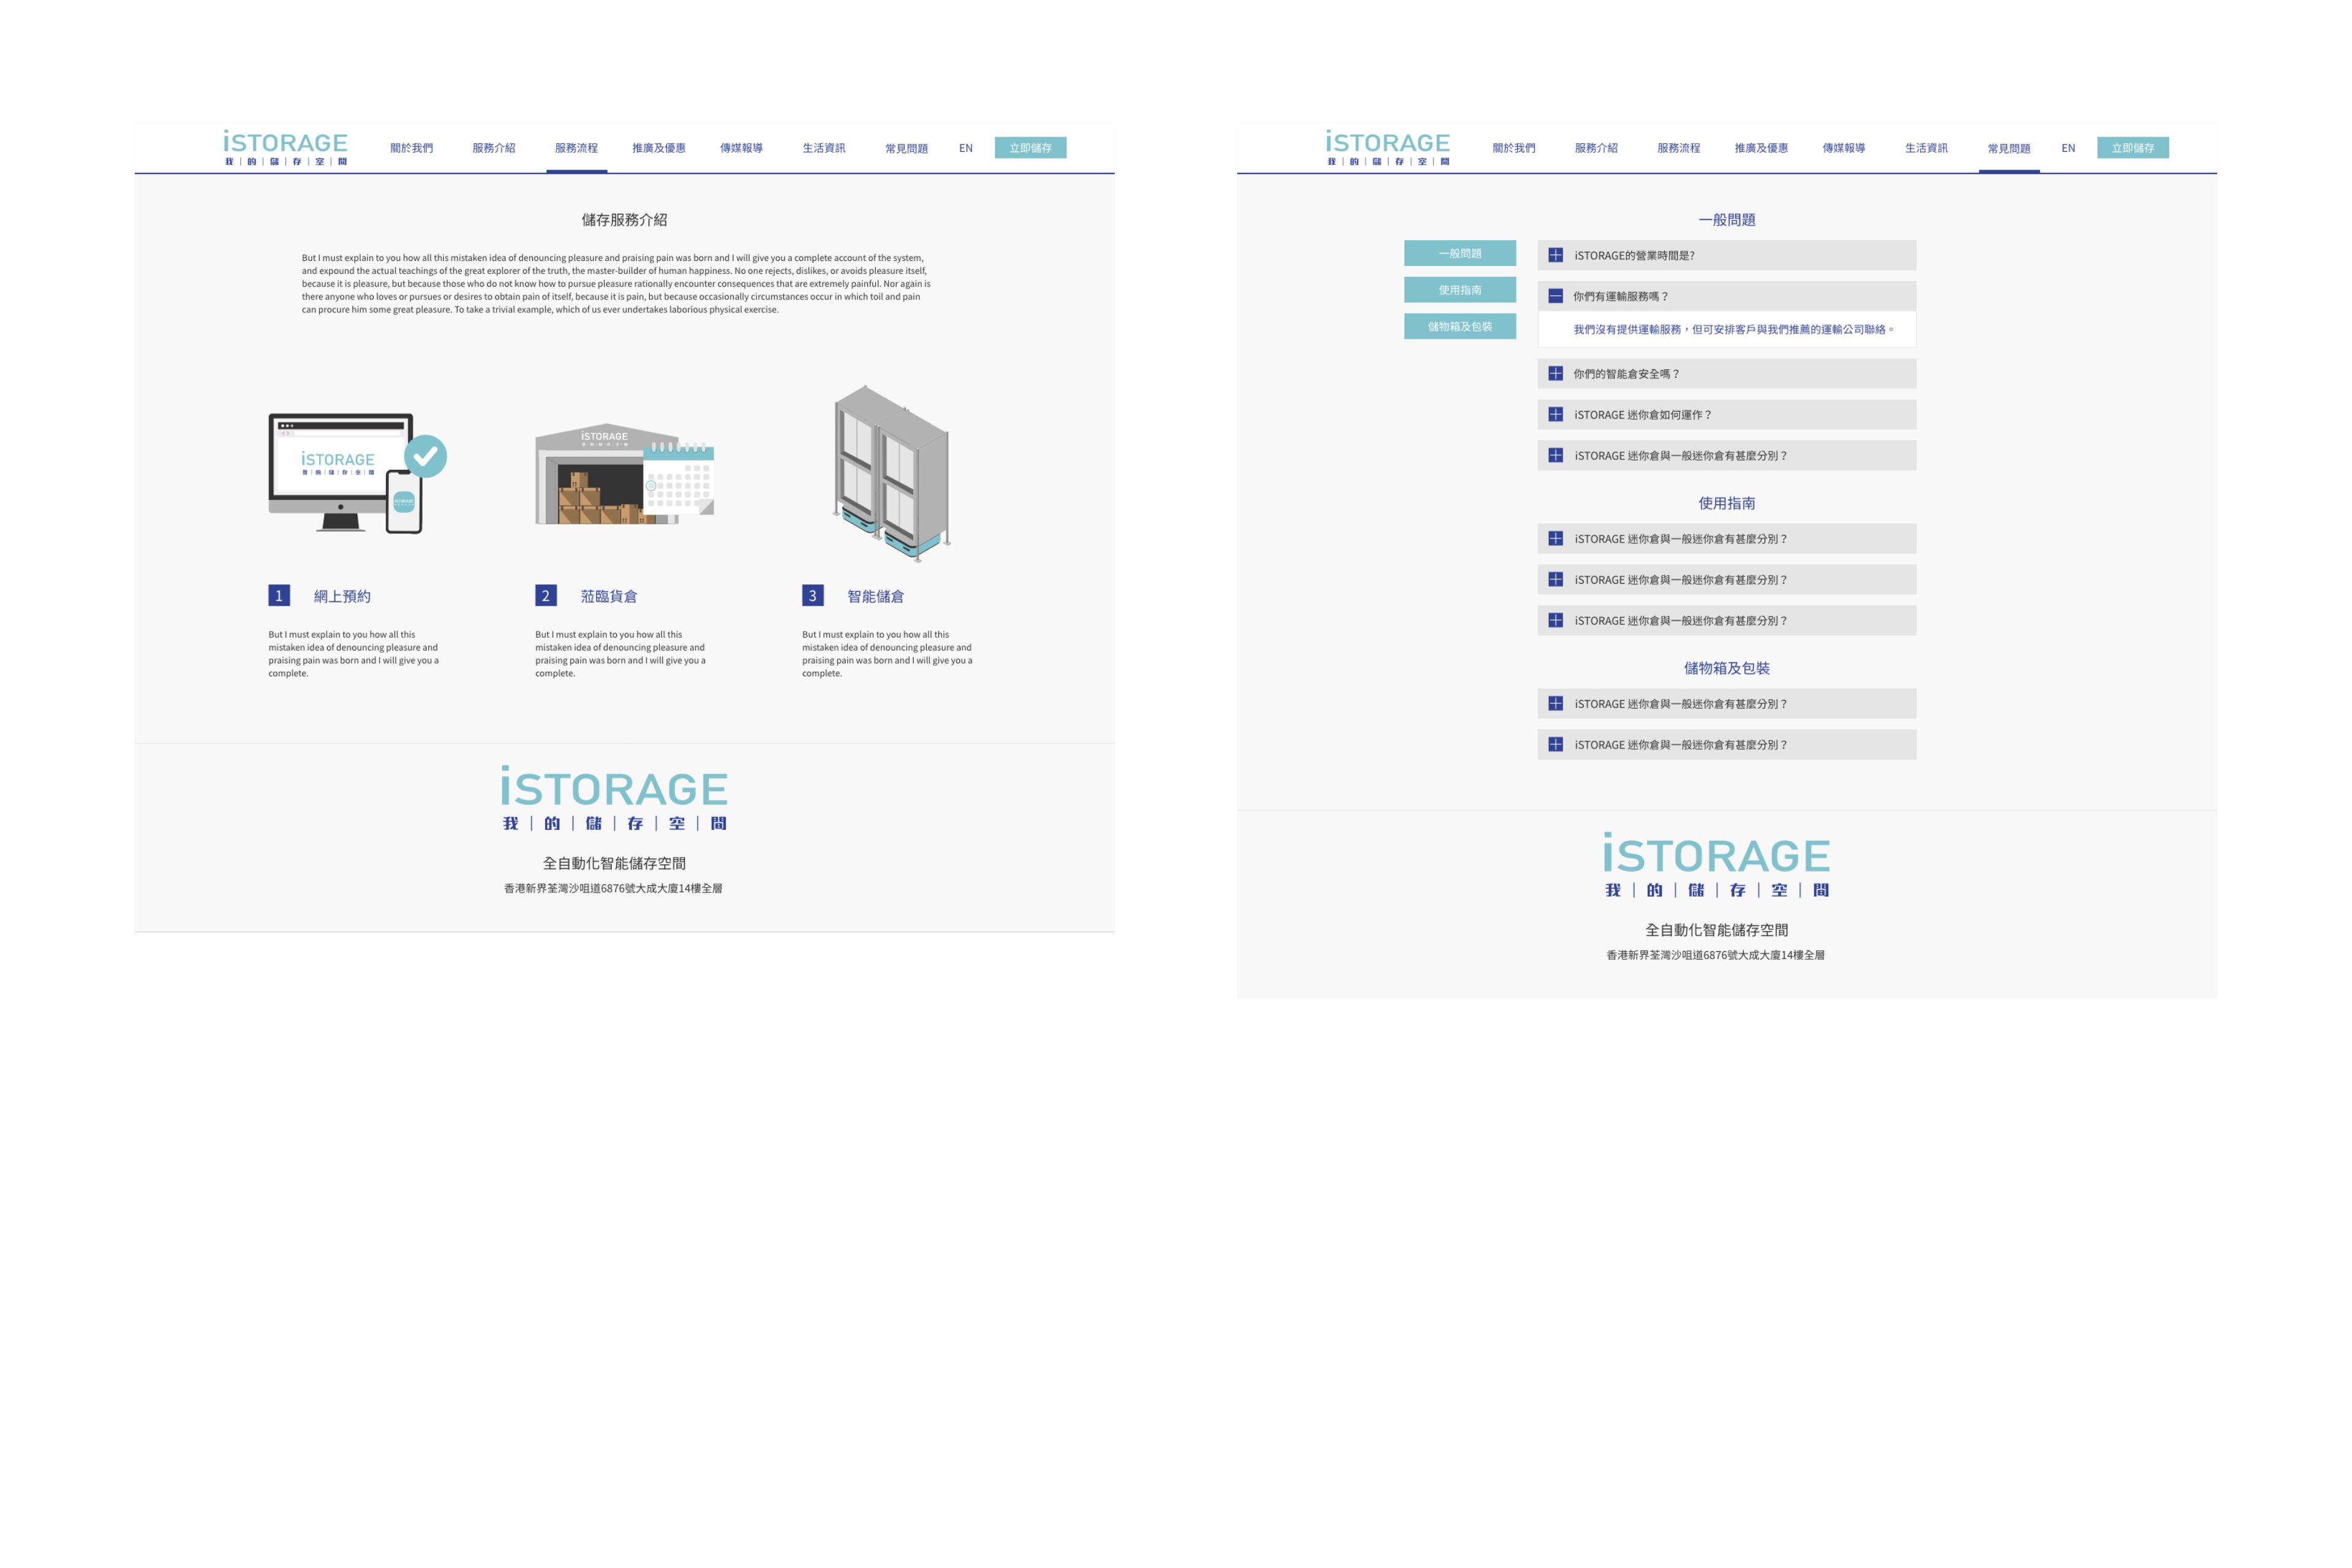 iSTORAGE
我|的|儲|存|空|間
關於我們 服務介紹 服務流程 推廣及優惠 傳媒報導 生活資訊 常見問題 EN 立即儲存
儲存服務介紹
But I must explain to you how all this mistaken idea of denouncing pleasure and praising pain was born and I will give you a complete account of the system,
and expound the actual teachings of the great explorer of the truth, the master-builder of human happiness. No one rejects, dislikes, or avoids pleasure itself,
because it is pleasure, but because those who do not know how to pursue pleasure rationally encounter consequences that are extremely painful. Nor again is
there anyone who loves or pursues or desires to obtain pain of itself, because it is pain, but because occasionally circumstances occur in which toil and pain
can procure him some great pleasure. To take a trivial example, which of us ever undertakes laborious physical exercise.
iSTORAGE
我|的|儲|存|空|間
iSTORAGE
iSTORAGE
1 網上預約
But I must explain to you how all this
mistaken idea of denouncing pleasure and
praising pain was born and I will give you a
complete.
2 蒞臨貨倉
But I must explain to you how all this
mistaken idea of denouncing pleasure and
praising pain was born and I will give you a
complete.
3 智能儲倉
But I must explain to you how all this
mistaken idea of denouncing pleasure and
praising pain was born and I will give you a
complete.
iSTORAGE
我|的|儲|存|空|間
全自動化智能儲存空間
香港新界荃灣沙咀道6876號大成大廈14樓全層
iSTORAGE
我|的|儲|存|空|間
關於我們 服務介紹 服務流程 推廣及優惠 傳媒報導 生活資訊 常見問題 EN 立即儲存
一般問題
使用指南
儲物箱及包裝
一般問題
iSTORAGE的營業時間是?
你們有運輸服務嗎？
我們沒有提供運輸服務，但可安排客戶與我們推薦的運輸公司聯絡。
你們的智能倉安全嗎？
iSTORAGE 迷你倉如何運作？
iSTORAGE 迷你倉與一般迷你倉有甚麼分別？
使用指南
iSTORAGE 迷你倉與一般迷你倉有甚麼分別？
iSTORAGE 迷你倉與一般迷你倉有甚麼分別？
iSTORAGE 迷你倉與一般迷你倉有甚麼分別？
儲物箱及包裝
iSTORAGE 迷你倉與一般迷你倉有甚麼分別？
iSTORAGE 迷你倉與一般迷你倉有甚麼分別？
iSTORAGE
我|的|儲|存|空|間
全自動化智能儲存空間
香港新界荃灣沙咀道6876號大成大廈14樓全層